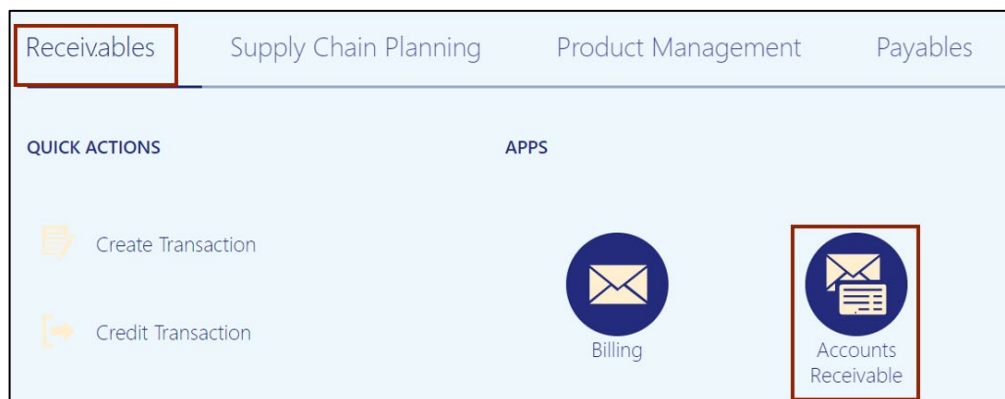 Receivables Supply Chain Planning Product Management Payables
QUICK ACTIONS APPS
Create Transaction
Credit Transaction
Billing
Accounts
Receivable